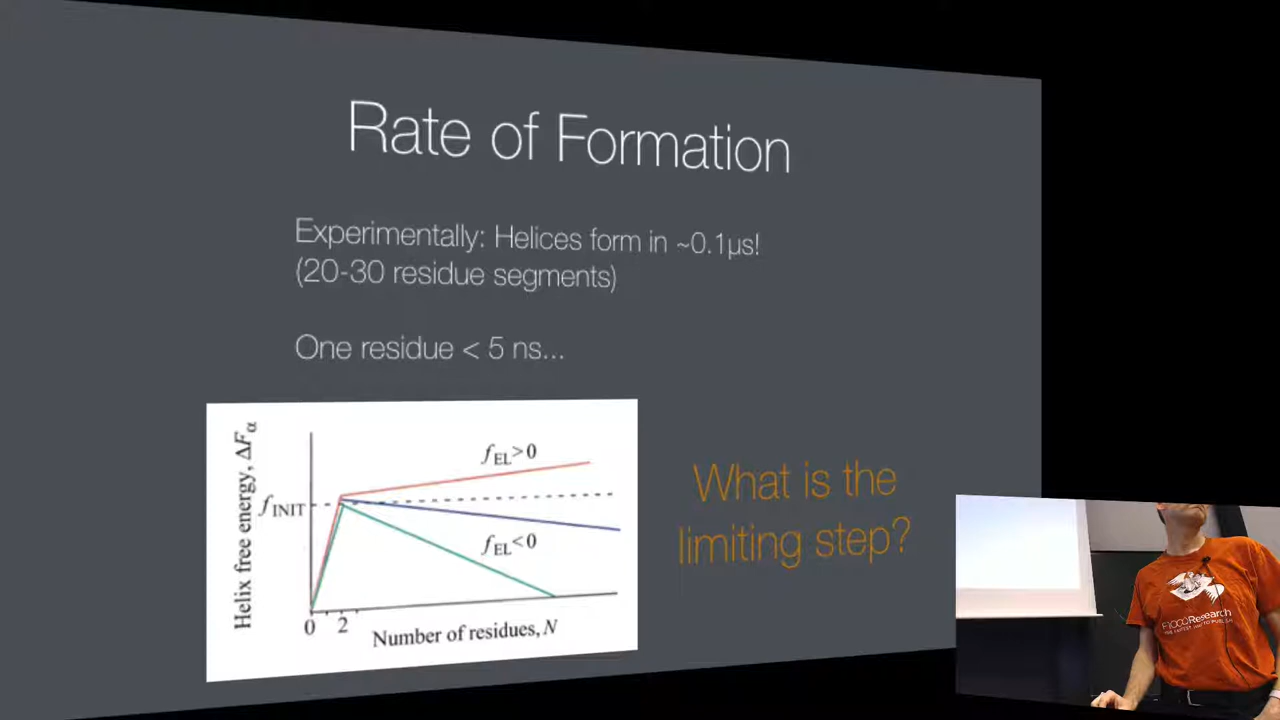 Rate of Formation
Experimentally: Helices form in ~0.1μs!
(20-30 residue segments)
One residue < 5 ns...
Helix free energy, ΔFα
fINIT
fEL>0
fEL<0
0
2
Number of residues, N
What is the
limiting step?
F1000Research